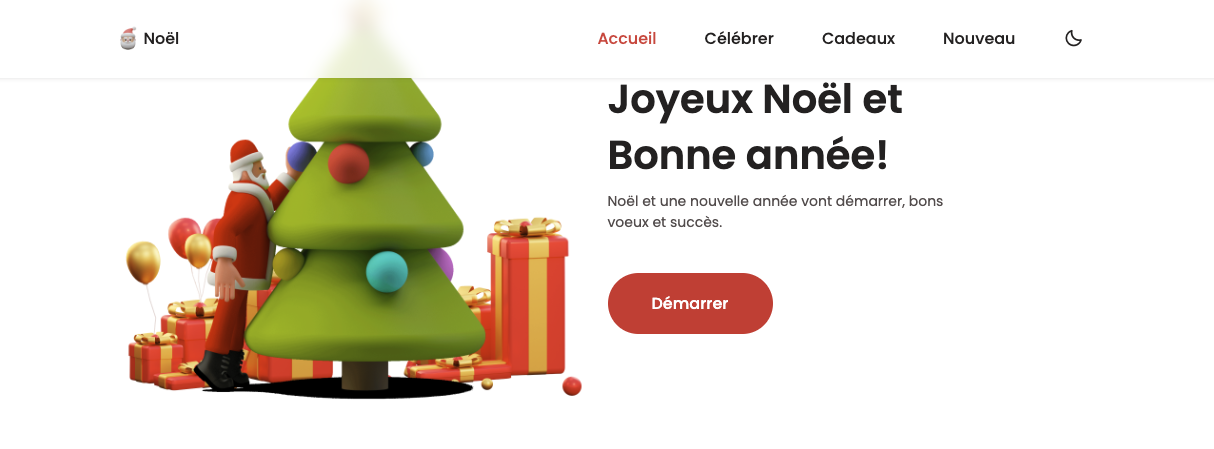 Noël
Accueil
Célébrer
Cadeaux
Nouveau
Joyeux Noël et
Bonne année!
Noël et une nouvelle année vont démarrer, bons
voeux et succès.
Démarrer